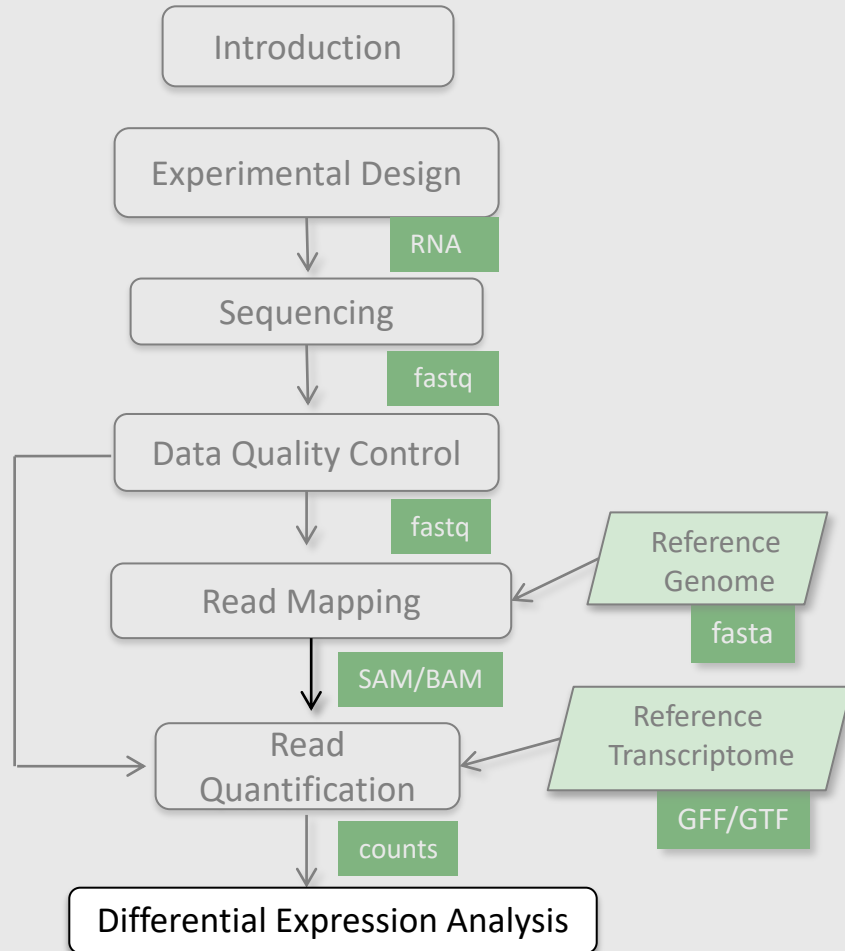 Introduction
Experimental Design
RNA
Sequencing
fastq
Data Quality Control
fastq
Reference
Genome
Read Mapping
fasta
SAM/BAM
Reference
Transcriptome
Read
Quantification
GFF/GTF
counts
Differential Expression Analysis